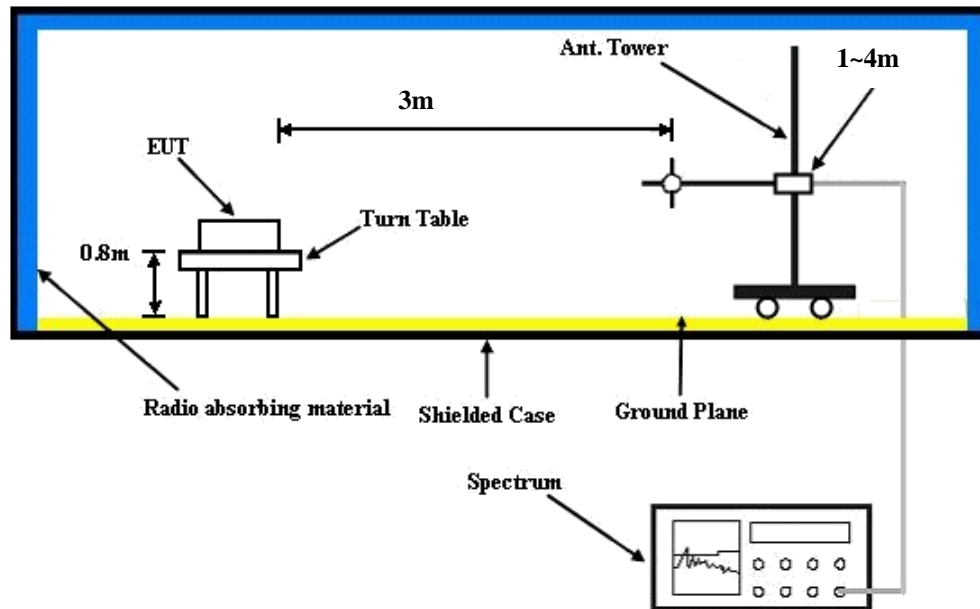 Ant. Tower
1~4m
3m
EUT
Turn Table
0.8m
Radio absorbing material
Shielded Case
Ground Plane
Spectrum